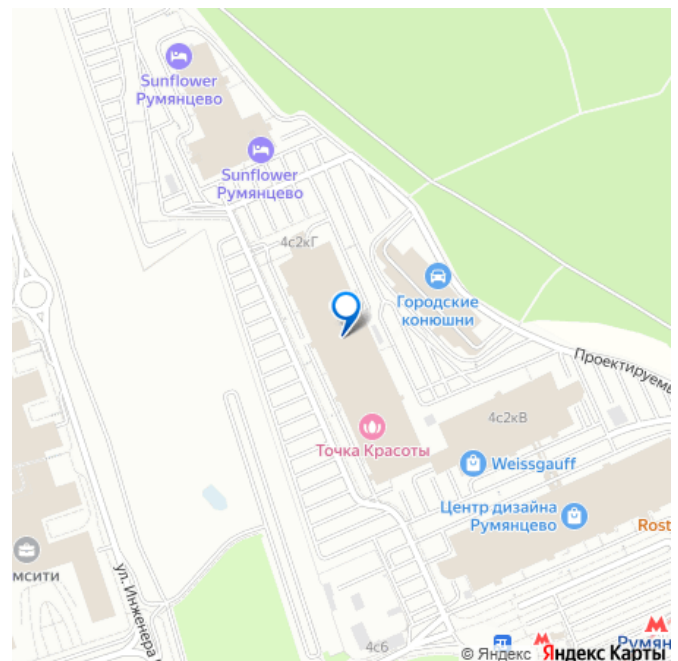 Sunflower
Румянцево
Sunflower
Румянцево
4с2кГ
Городские
конюшни
Проектируемы
4с2кВ
Точка Красоты
Weissgauff
Центр дизайна
Румянцево
Rost
мсити
ул. Инженера
4с6
Румян
© Яндекс Яндекс Карты